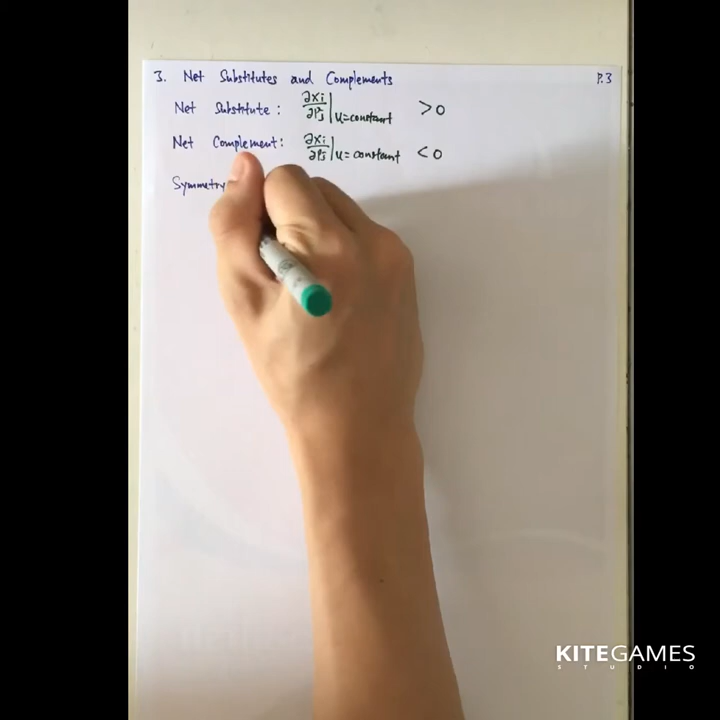 3. Net Substitutes and Complements P.3
Net Substitute: ∂Xi/∂Pj |U=constant >0
Net Complement: ∂Xi/∂Pj |U=constant <0
Symmetry
KITEGAMES
STUDIO